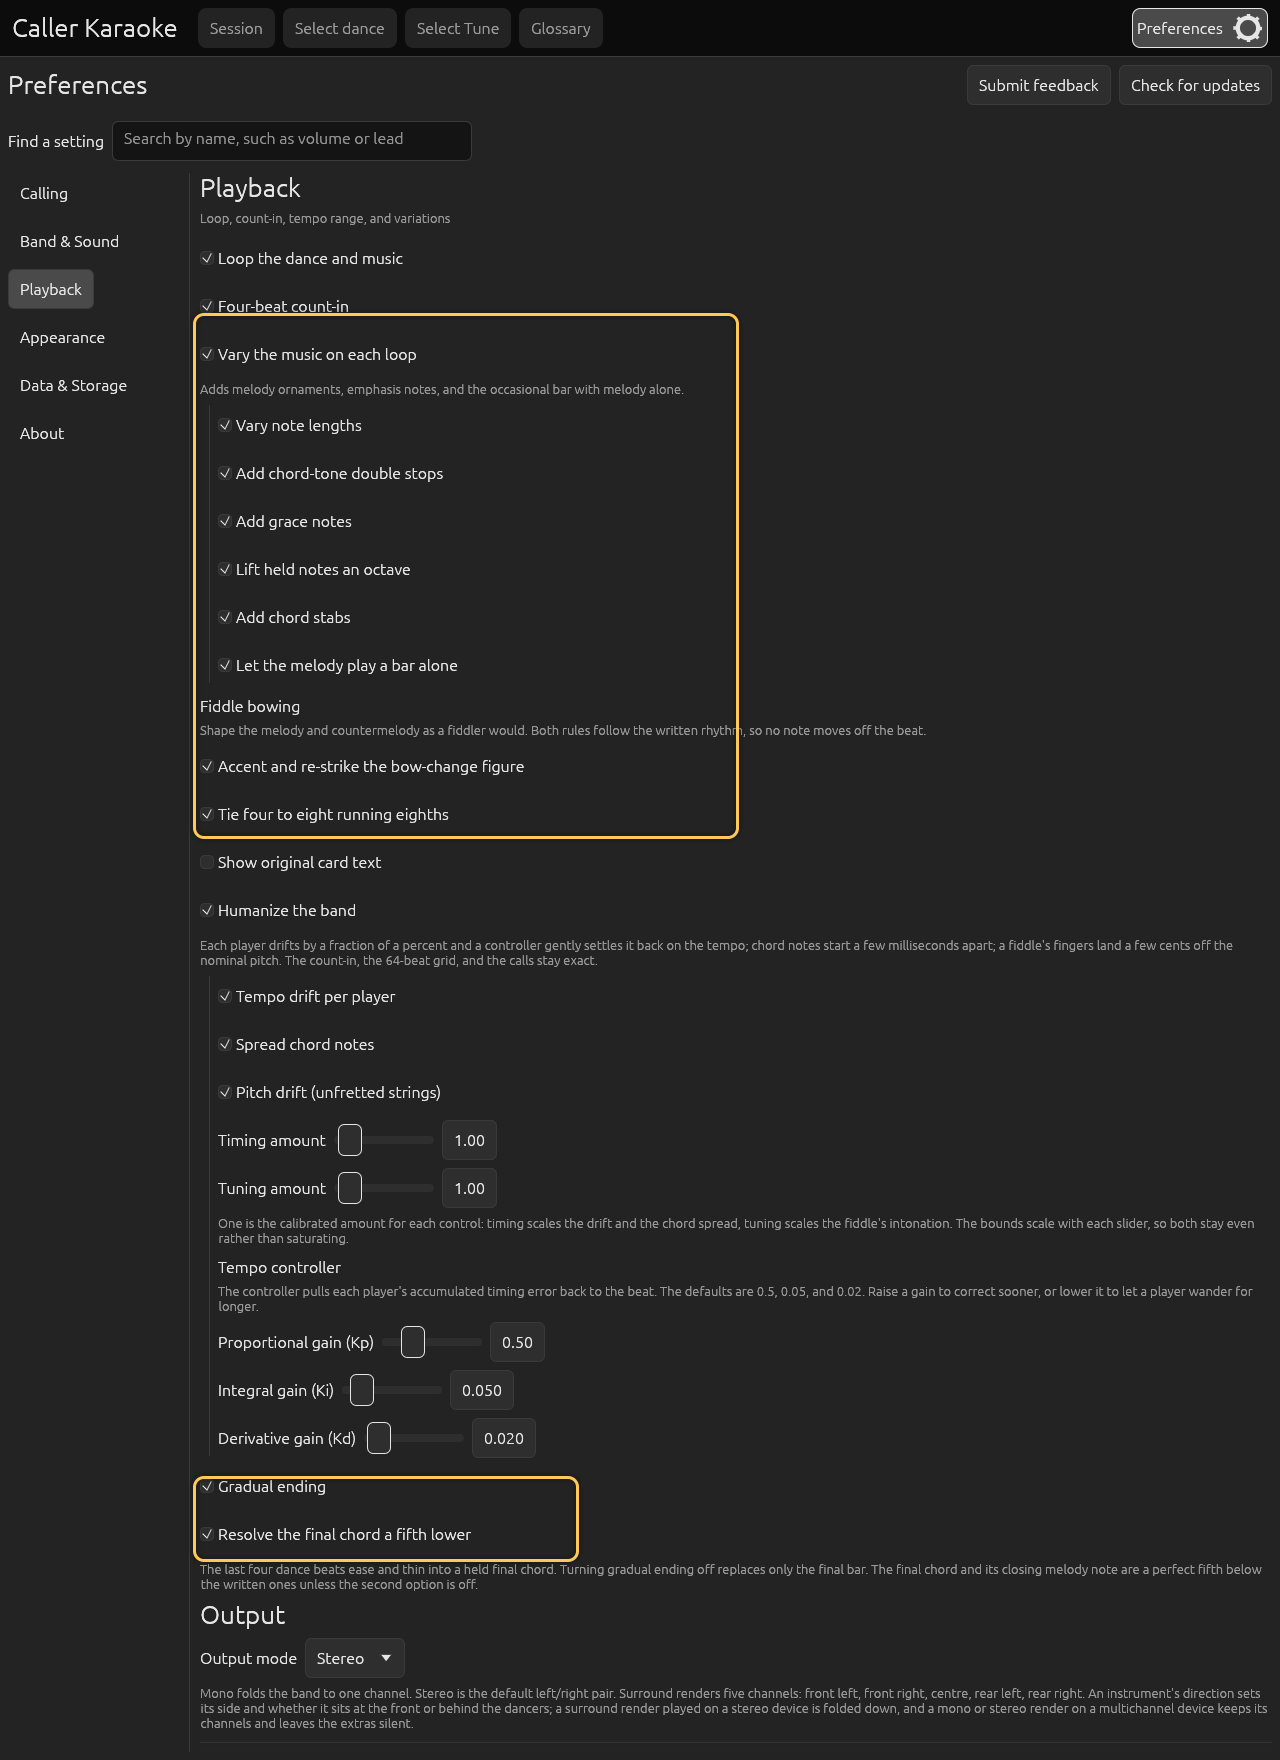 Caller Karaoke
Session
Select dance
Select Tune
Glossary
Preferences
Preferences
Submit feedback
Check for updates
Find a setting
Search by name, such as volume or lead
Calling
Band & Sound
Playback
Appearance
Data & Storage
About
Playback
Loop, count-in, tempo range, and variations
Loop the dance and music
Four-beat count-in
Vary the music on each loop
Adds melody ornaments, emphasis notes, and the occasional bar with melody alone.
Vary note lengths
Add chord-tone double stops
Add grace notes
Lift held notes an octave
Add chord stabs
Let the melody play a bar alone
Fiddle bowing
Shape the melody and countermelody as a fiddler would. Both rules follow the written rhythm, so no note moves off the beat.
Accent and re-strike the bow-change figure
Tie four to eight running eighths
Show original card text
Humanize the band
Each player drifts by a fraction of a percent and a controller gently settles it back on the tempo; chord notes start a few milliseconds apart; a fiddle's fingers land a few cents off the
nominal pitch. The count-in, the 64-beat grid, and the calls stay exact.
Tempo drift per player
Spread chord notes
Pitch drift (unfretted strings)
Timing amount 1.00
Tuning amount 1.00
One is the calibrated amount for each control: timing scales the drift and the chord spread, tuning scales the fiddle's intonation. The bounds scale with each slider, so both stay even
rather than saturating.
Tempo controller
The controller pulls each player's accumulated timing error back to the beat. The defaults are 0.5, 0.05, and 0.02. Raise a gain to correct sooner, or lower it to let a player wander for
longer.
Proportional gain (Kp) 0.50
Integral gain (Ki) 0.050
Derivative gain (Kd) 0.020
Gradual ending
Resolve the final chord a fifth lower
The last four dance beats ease and thin into a held final chord. Turning gradual ending off replaces only the final bar. The final chord and its closing melody note are a perfect fifth below
the written ones unless the second option is off.
Output
Output mode Stereo
Mono folds the band to one channel. Stereo is the default left/right pair. Surround renders five channels: front left, front right, centre, rear left, rear right. An instrument's direction sets
its side and whether it sits at the front or behind the dancers; a surround render played on a stereo device is folded down, and a mono or stereo render on a multichannel device keeps its
channels and leaves the extras silent.